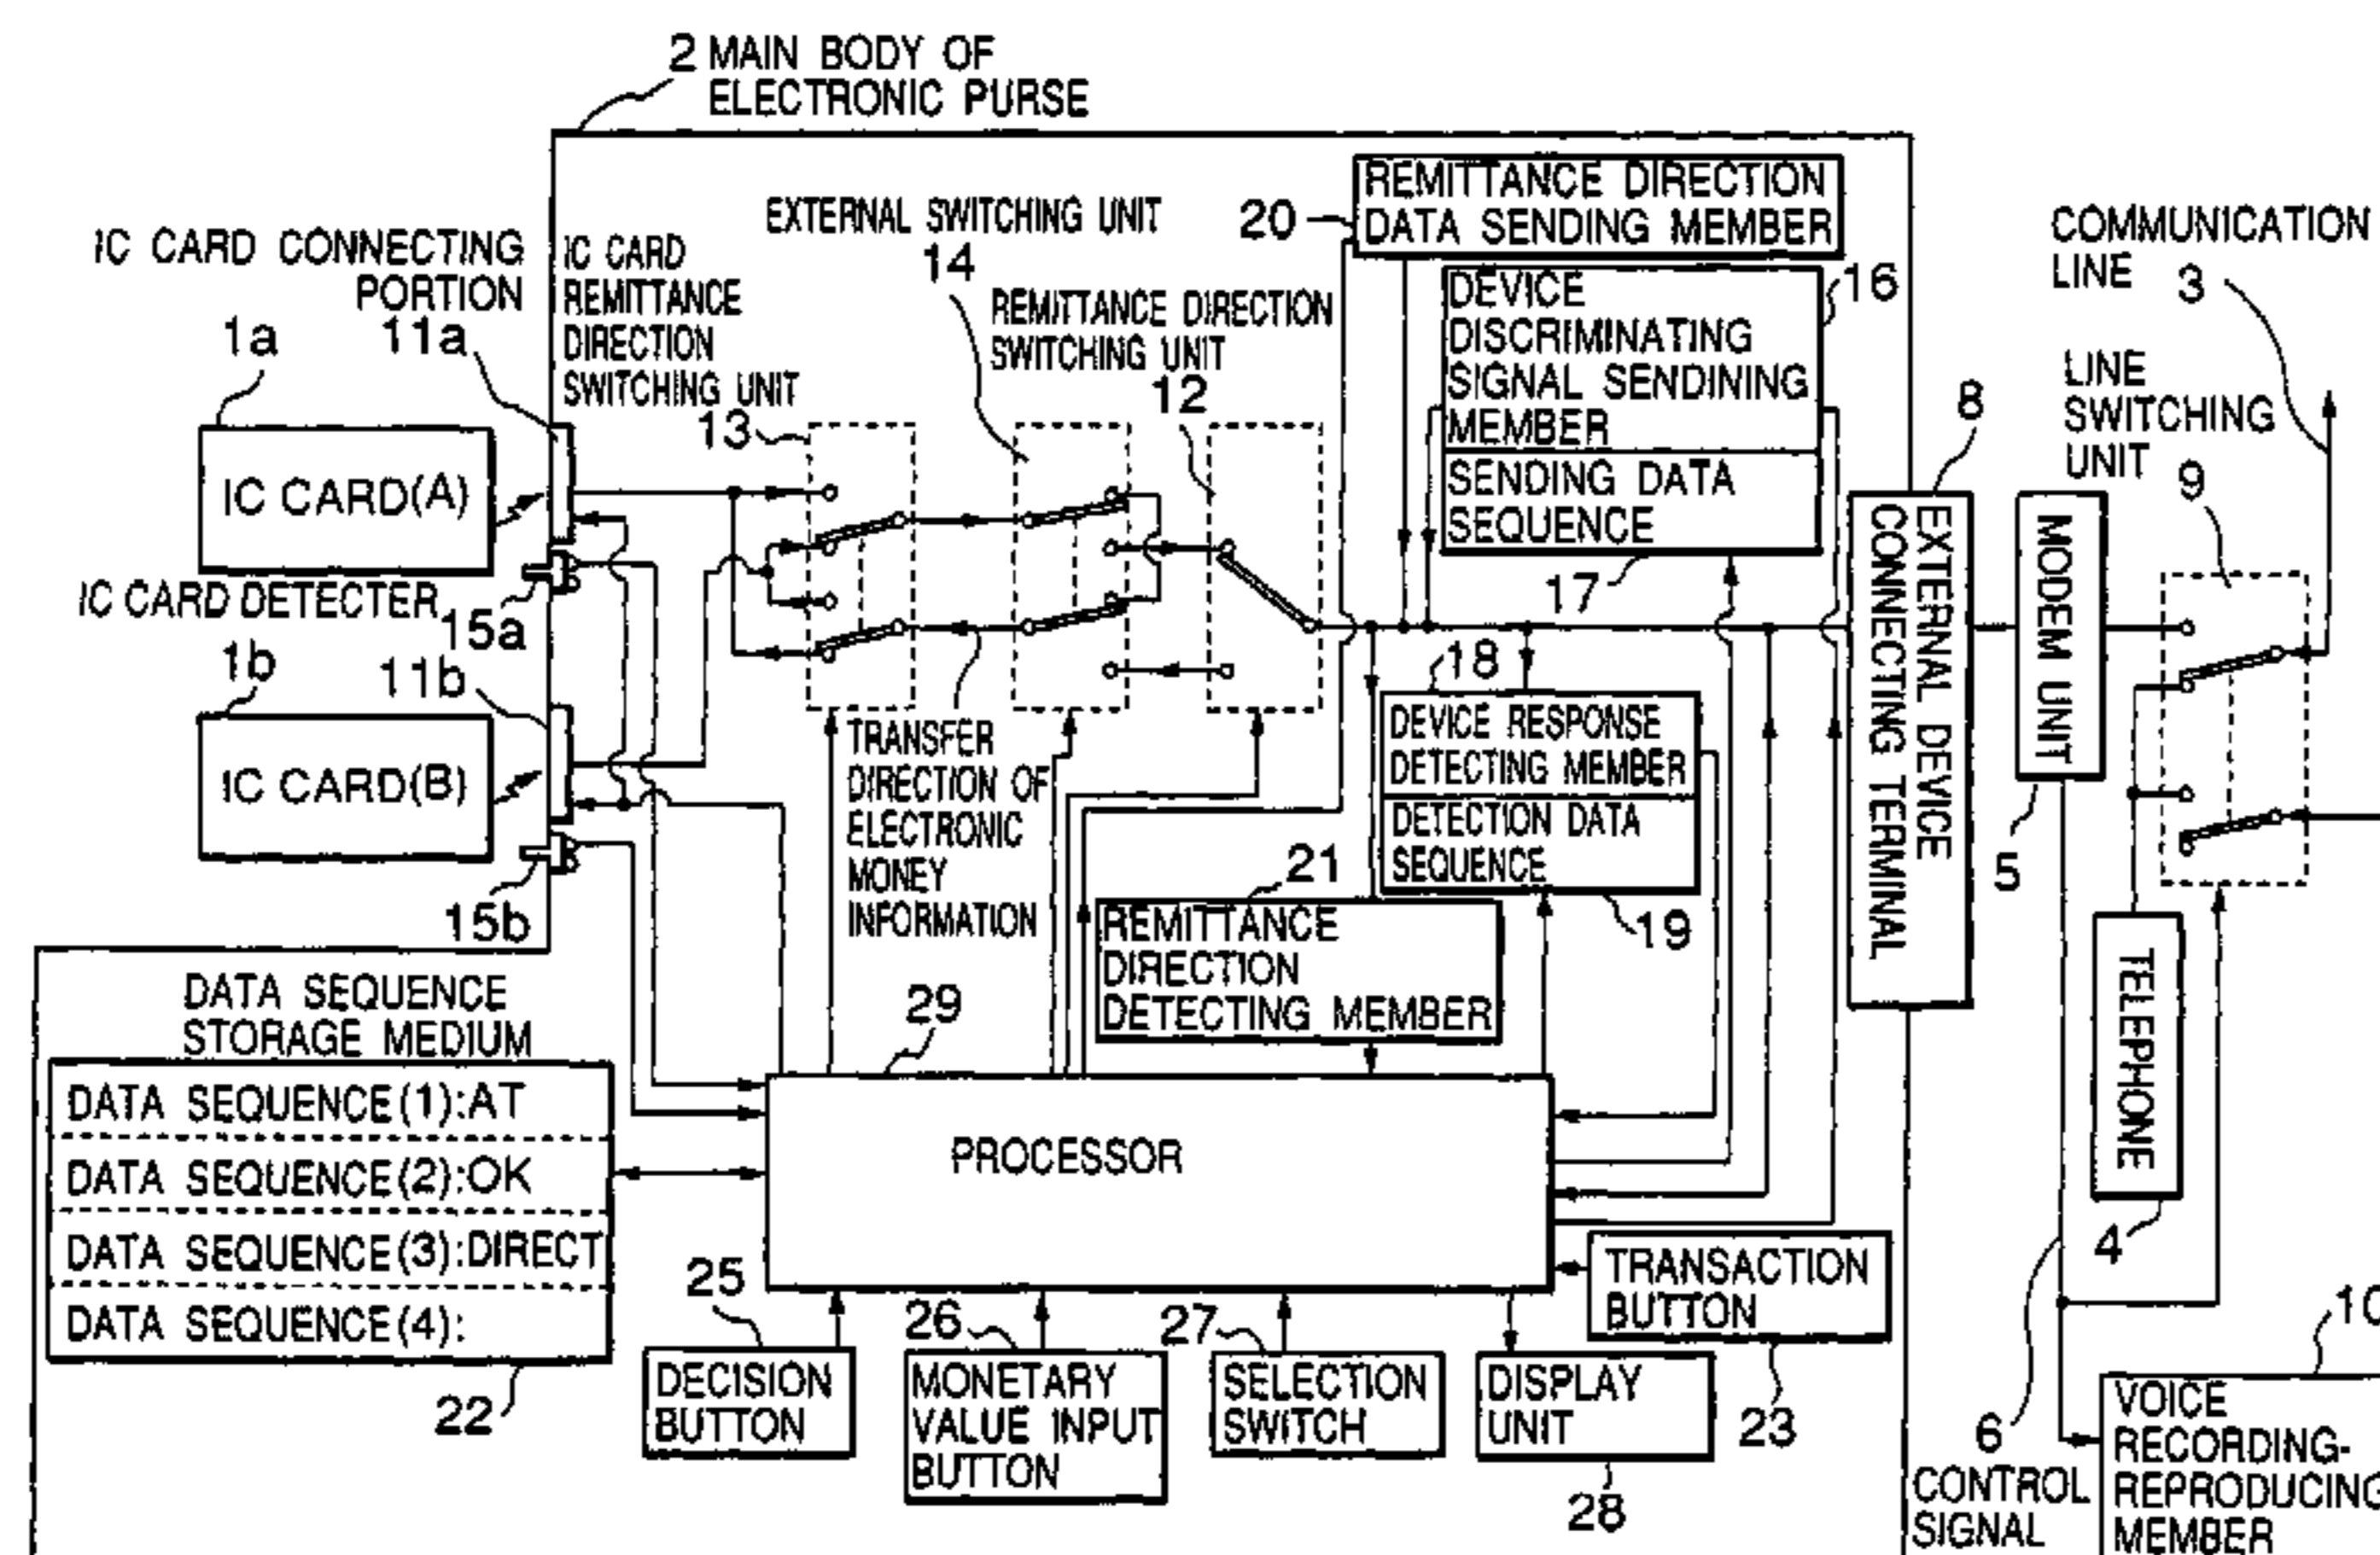 2 MAIN BODY OF
ELECTRONIC PURSE
IC CARD CONNECTING
PORTION
1a
11a
IC CARD(A)
IC CARD
REMITTANCE
DIRECTION
SWITCHING UNIT
13
EXTERNAL SWITCHING UNIT
14
REMITTANCE DIRECTION
SWITCHING UNIT
12
20
REMITTANCE DIRECTION
DATA SENDING MEMBER
DEVICE
DISCRIMINATING
SIGNAL SENDINING
MEMBER
16
SENDING DATA
SEQUENCE
17
8
EXTERNAL DEVICE
CONNECTING TERMINAL
MODEM UNIT
5
COMMUNICATION
LINE 3
LINE
SWITCHING
UNIT
9
IC CARD DETECTER
15a
1b
11b
IC CARD(B)
15b
TRANSFER
DIRECTION OF
ELECTRONIC
MONEY
INFORMATION
18
DEVICE RESPONSE
DETECTING MEMBER
DETECTION DATA
SEQUENCE
19
21
REMITTANCE
DIRECTION
DETECTING MEMBER
TELEPHONE
4
DATA SEQUENCE
STORAGE MEDIUM
DATA SEQUENCE(1):AT
DATA SEQUENCE(2):OK
DATA SEQUENCE(3):DIRECT
DATA SEQUENCE(4):
22
29
PROCESSOR
25
DECISION
BUTTON
26
MONETARY
VALUE INPUT
BUTTON
27
SELECTION
SWITCH
DISPLAY
UNIT
28
TRANSACTION
BUTTON
23
6
CONTROL
SIGNAL
10
VOICE
RECORDING-
REPRODUCING
MEMBER